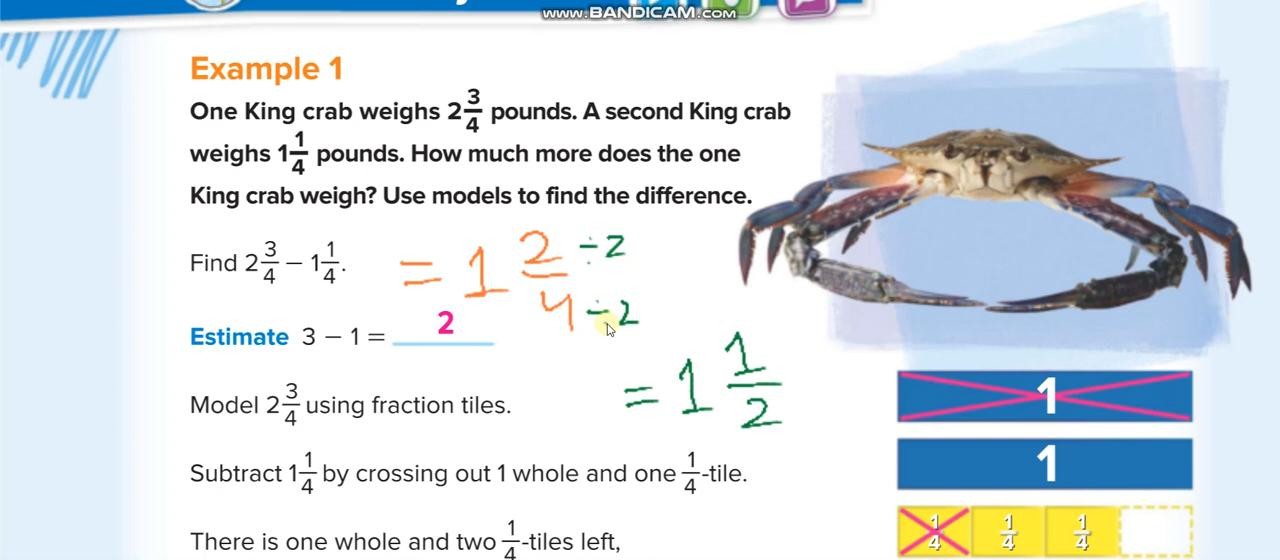 www.BANDICAM.com
Example 1
One King crab weighs 2 3/4 pounds. A second King crab
weighs 1 1/4 pounds. How much more does the one
King crab weigh? Use models to find the difference.
Find 2 3/4 − 1 1/4. = 1 2/4 ÷2 ÷2
Estimate 3 − 1 = 2
= 1 1/2
Model 2 3/4 using fraction tiles.
Subtract 1 1/4 by crossing out 1 whole and one 1/4-tile.
There is one whole and two 1/4-tiles left,
1
1
1/4 1/4 1/4